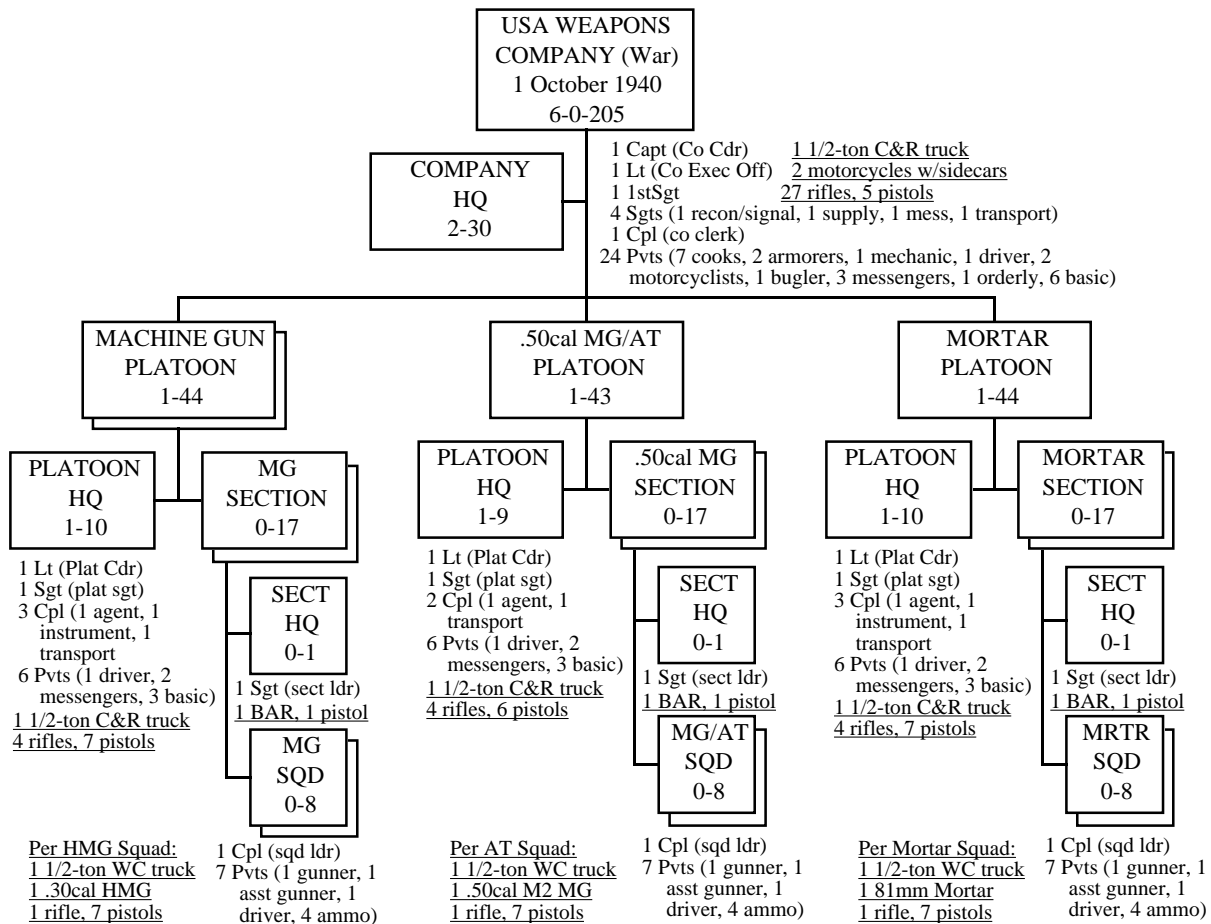 USA WEAPONS
COMPANY (War)
1 October 1940
6-0-205
COMPANY
HQ
2-30
1 Capt (Co Cdr) 1 1/2-ton C&R truck
1 Lt (Co Exec Off) 2 motorcycles w/sidecars
1 1stSgt 27 rifles, 5 pistols
4 Sgts (1 recon/signal, 1 supply, 1 mess, 1 transport)
1 Cpl (co clerk)
24 Pvts (7 cooks, 2 armorers, 1 mechanic, 1 driver, 2
motorcyclists, 1 bugler, 3 messengers, 1 orderly, 6 basic)
MACHINE GUN
PLATOON
1-44
.50cal MG/AT
PLATOON
1-43
MORTAR
PLATOON
1-44
PLATOON
HQ
1-10
MG
SECTION
0-17
1 Lt (Plat Cdr)
1 Sgt (plat sgt)
3 Cpl (1 agent, 1
instrument, 1
transport
6 Pvts (1 driver, 2
messengers, 3 basic)
1 1/2-ton C&R truck
4 rifles, 7 pistols
SECT
HQ
0-1
1 Sgt (sect ldr)
1 BAR, 1 pistol
MG
SQD
0-8
Per HMG Squad:
1 1/2-ton WC truck
1 .30cal HMG
1 rifle, 7 pistols
1 Cpl (sqd ldr)
7 Pvts (1 gunner, 1
asst gunner, 1
driver, 4 ammo)
PLATOON
HQ
1-9
.50cal MG
SECTION
0-17
1 Lt (Plat Cdr)
1 Sgt (plat sgt)
2 Cpl (1 agent, 1
transport
6 Pvts (1 driver, 2
messengers, 3 basic)
1 1/2-ton C&R truck
4 rifles, 6 pistols
SECT
HQ
0-1
1 Sgt (sect ldr)
1 BAR, 1 pistol
MG/AT
SQD
0-8
Per AT Squad:
1 1/2-ton WC truck
1 .50cal M2 MG
1 rifle, 7 pistols
1 Cpl (sqd ldr)
7 Pvts (1 gunner, 1
asst gunner, 1
driver, 4 ammo)
PLATOON
HQ
1-10
MORTAR
SECTION
0-17
1 Lt (Plat Cdr)
1 Sgt (plat sgt)
3 Cpl (1 agent, 1
instrument, 1
transport
6 Pvts (1 driver, 2
messengers, 3 basic)
1 1/2-ton C&R truck
4 rifles, 7 pistols
SECT
HQ
0-1
1 Sgt (sect ldr)
1 BAR, 1 pistol
MRTR
SQD
0-8
Per Mortar Squad:
1 1/2-ton WC truck
1 81mm Mortar
1 rifle, 7 pistols
1 Cpl (sqd ldr)
7 Pvts (1 gunner, 1
asst gunner, 1
driver, 4 ammo)